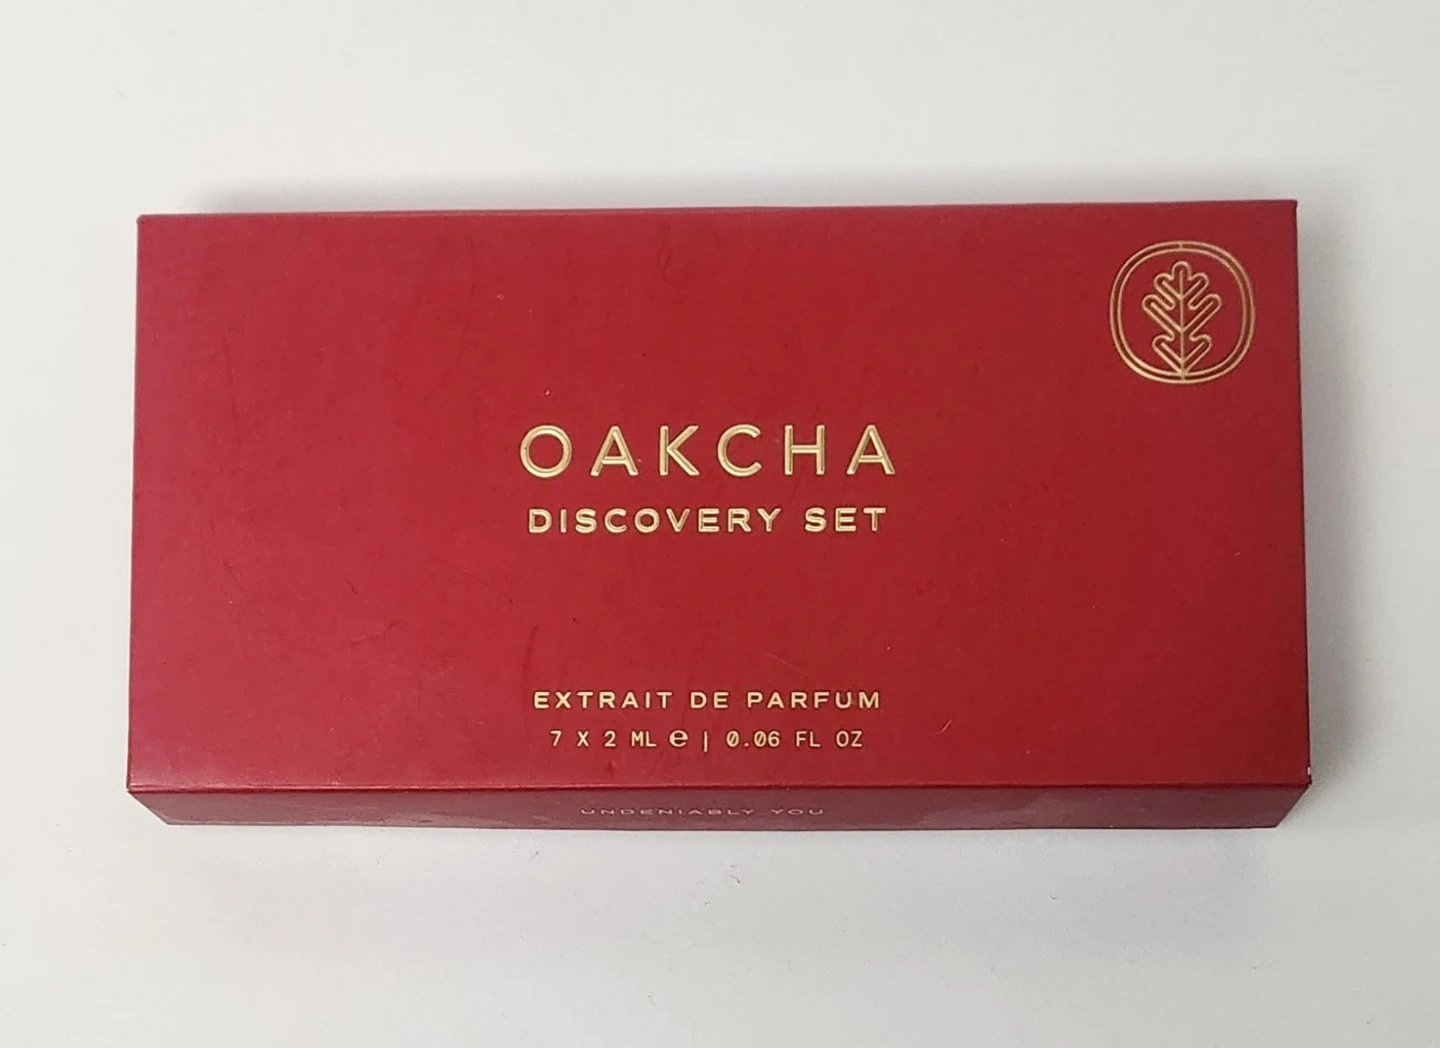 OAKCHA
DISCOVERY SET
EXTRAIT DE PARFUM
7 X 2 ML ℮ | 0.06 FL OZ
UNDENIABLY YOU